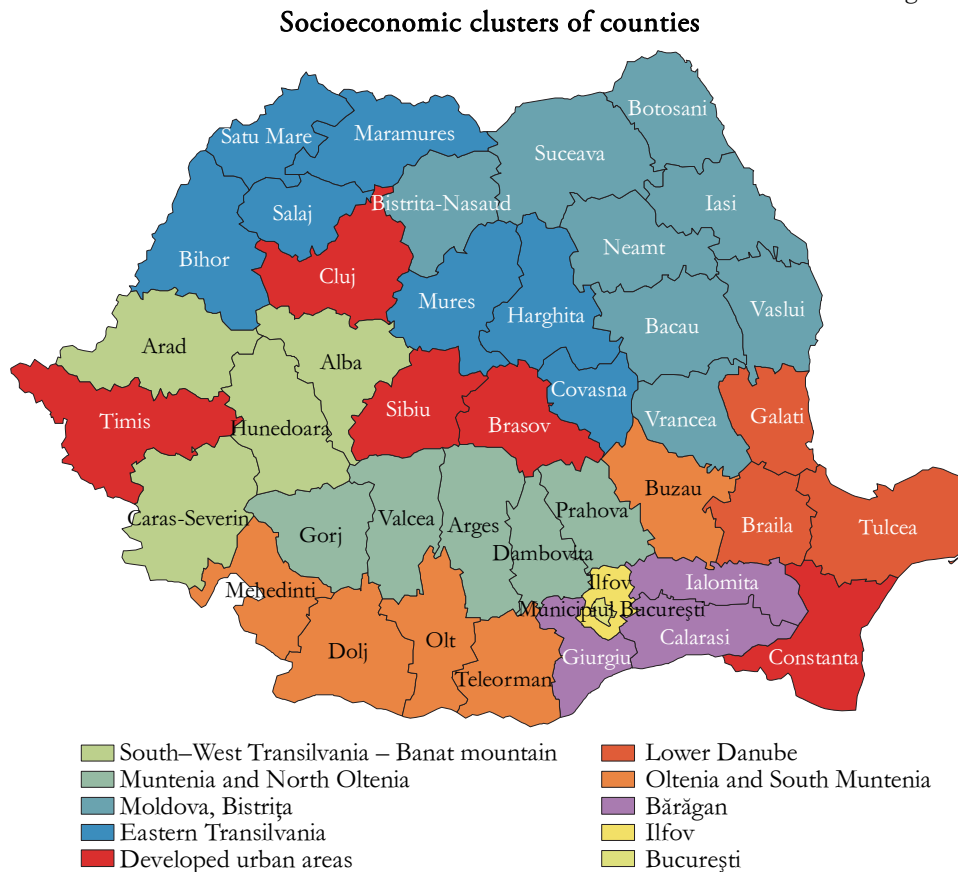 Socioeconomic clusters of counties
Botosani
Satu Mare
Maramures
Suceava
Bistrita-Nasaud
Iasi
Salaj
Neamt
Bihor
Cluj
Mures
Harghita
Vaslui
Bacau
Arad
Alba
Covasna
Sibiu
Galati
Timis
Hunedoara
Brasov
Vrancea
Buzau
Caras-Severin
Valcea
Prahova
Arges
Braila
Tulcea
Gorj
Dambovita
Ilfov
Ialomita
Mehedinti
Municipiul Bucureşti
Calarasi
Olt
Dolj
Giurgiu
Constanta
Teleorman
South–West Transilvania – Banat mountain
Muntenia and North Oltenia
Moldova, Bistrița
Eastern Transilvania
Developed urban areas
Lower Danube
Oltenia and South Muntenia
Bărăgan
Ilfov
Bucureşti